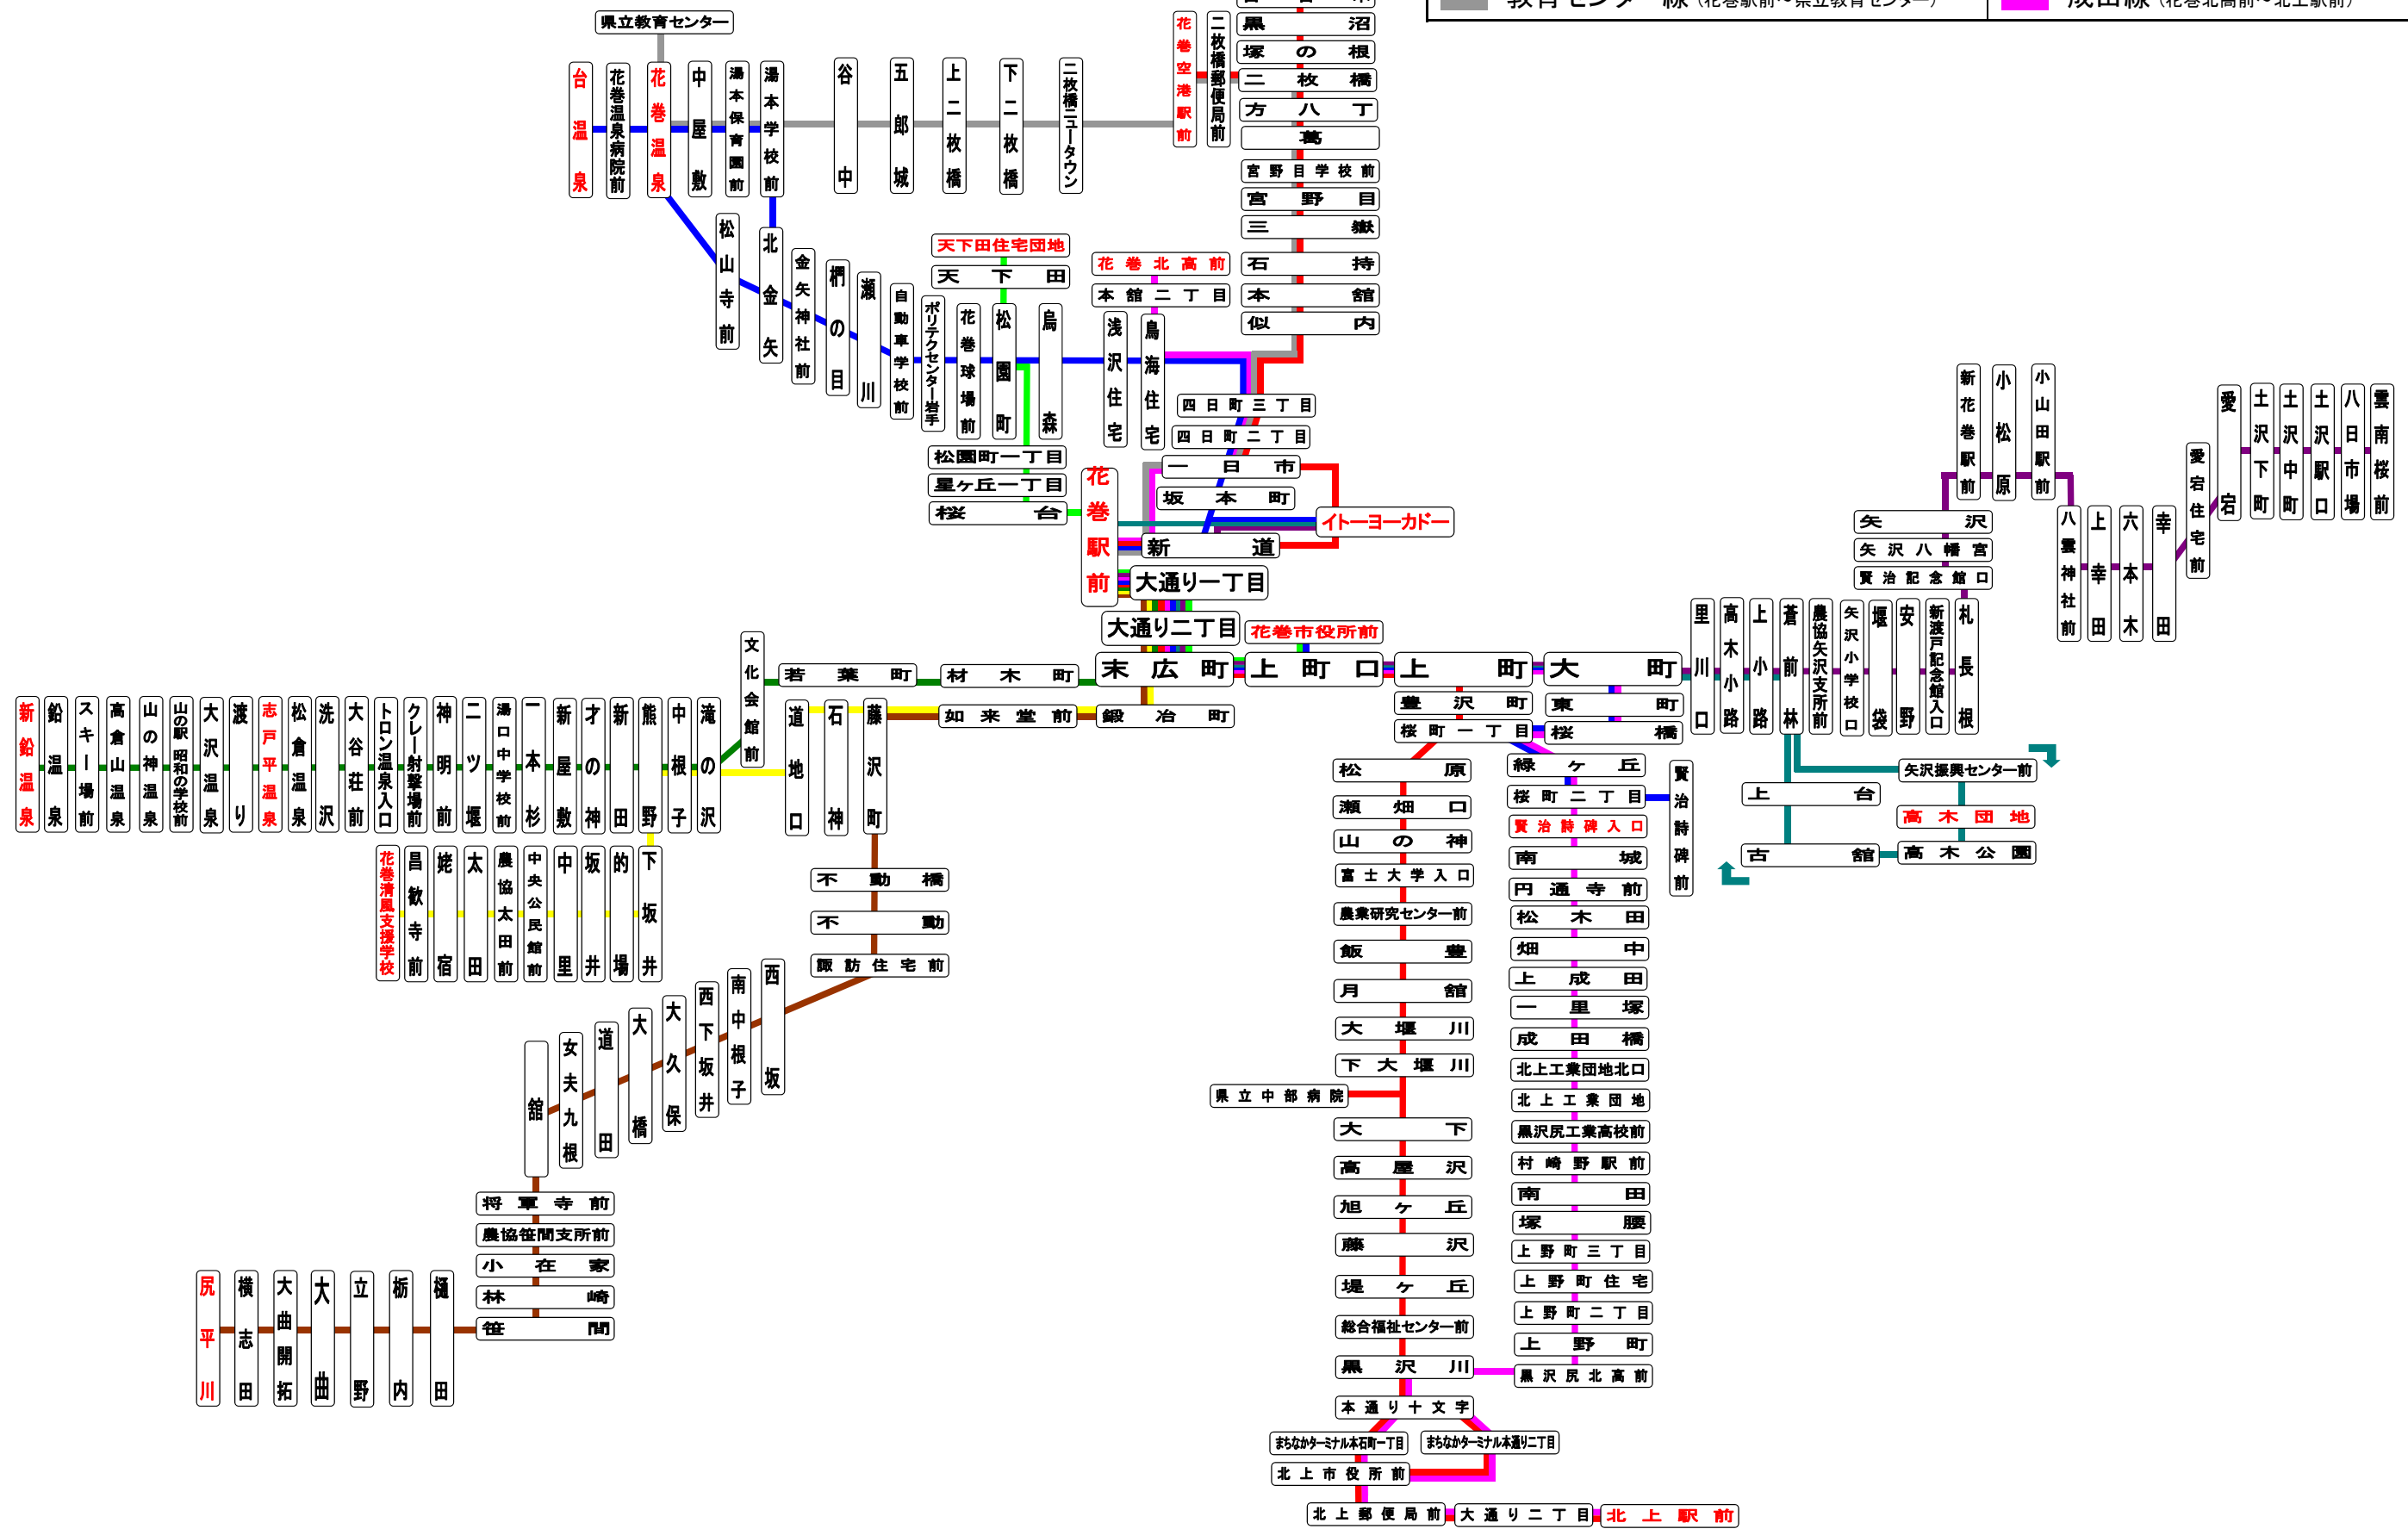 教育センター線（花巻駅前～県立教育センター）
成田線（花巻北高前～北上駅前）
県立教育センター
台温泉
花巻温泉病院前
花巻温泉
中屋敷
湯本保育園前
湯本学校前
谷中
五郎城
上二枚橋
下二枚橋
二枚橋ニュータウン
花巻空港駅前
二枚橋郵便局前
黒沼
塚の根
二枚橋
方八丁
葛
宮野目学校前
宮野目
三嶽
石持
本舘
似内
松山寺前
北金矢
金矢神社前
椚の目
瀬川
自動車学校前
ポリテクセンター岩手
花巻球場前
松園町
烏森
天下田住宅団地
天下田
花巻北高前
本舘二丁目
浅沢住宅
鳥海住宅
四日町三丁目
四日町二丁目
一日市
坂本町
イトーヨーカドー
新道
松園町一丁目
星ヶ丘一丁目
桜台
花巻駅前
大通り一丁目
大通り二丁目
花巻市役所前
末広町
上町口
上町
大町
豊沢町
東町
桜町一丁目
桜橋
文化会館前
若葉町
材木町
如来堂前
鍛冶町
新鉛温泉
鉛温泉
スキー場前
高倉山温泉
山の神温泉
山の駅 昭和の学校前
大沢温泉
渡り
志戸平温泉
松倉温泉
洗沢
大谷荘前
トロン温泉入口
クレー射撃場前
神明前
二ツ堰
湯口中学校前
一本杉
新屋敷
才の神
新田
熊野
中根子
滝の沢
道地口
石神
藤沢町
花巻清風支援学校
昌歓寺前
姥宿
太田
農協太田前
中央公民館前
中里
坂井
的場
下坂井
不動橋
不動
諏訪住宅前
西坂
南中根子
西下坂井
大久保
大橋
道田
女夫九根
舘
将軍寺前
農協笹間支所前
小在家
林崎
笹間
尻平川
横志田
大曲開拓
大曲
立野
栃内
樋田
松原
瀬畑口
山の神
富士大学入口
農業研究センター前
飯豊
月舘
大堰川
下大堰川
県立中部病院
大下
高屋沢
旭ヶ丘
藤沢
堤ヶ丘
総合福祉センター前
黒沢川
本通り十文字
まちなかターミナル本石町一丁目
まちなかターミナル本通り二丁目
北上市役所前
北上郵便局前
大通り二丁目
北上駅前
緑ヶ丘
桜町二丁目
賢治詩碑前
賢治詩碑入口
南城
円通寺前
松木田
畑中
上成田
一里塚
成田橋
北上工業団地北口
北上工業団地
黒沢尻工業高校前
村崎野駅前
南田
塚腰
上野町三丁目
上野町住宅
上野町二丁目
上野町
黒沢尻北高前
里川口
高木小路
上小路
蒼前林
農協矢沢支所前
矢沢小学校口
堰袋
安野
新渡戸記念館入口
札長根
矢沢振興センター前
上台
高木団地
古舘
高木公園
賢治記念館口
矢沢八幡宮
矢沢
新花巻駅前
小松原
小山田駅前
八雲神社前
上幸田
六本木
幸田
愛宕住宅前
愛宕
土沢下町
土沢中町
土沢駅口
八日市場
雲南桜前